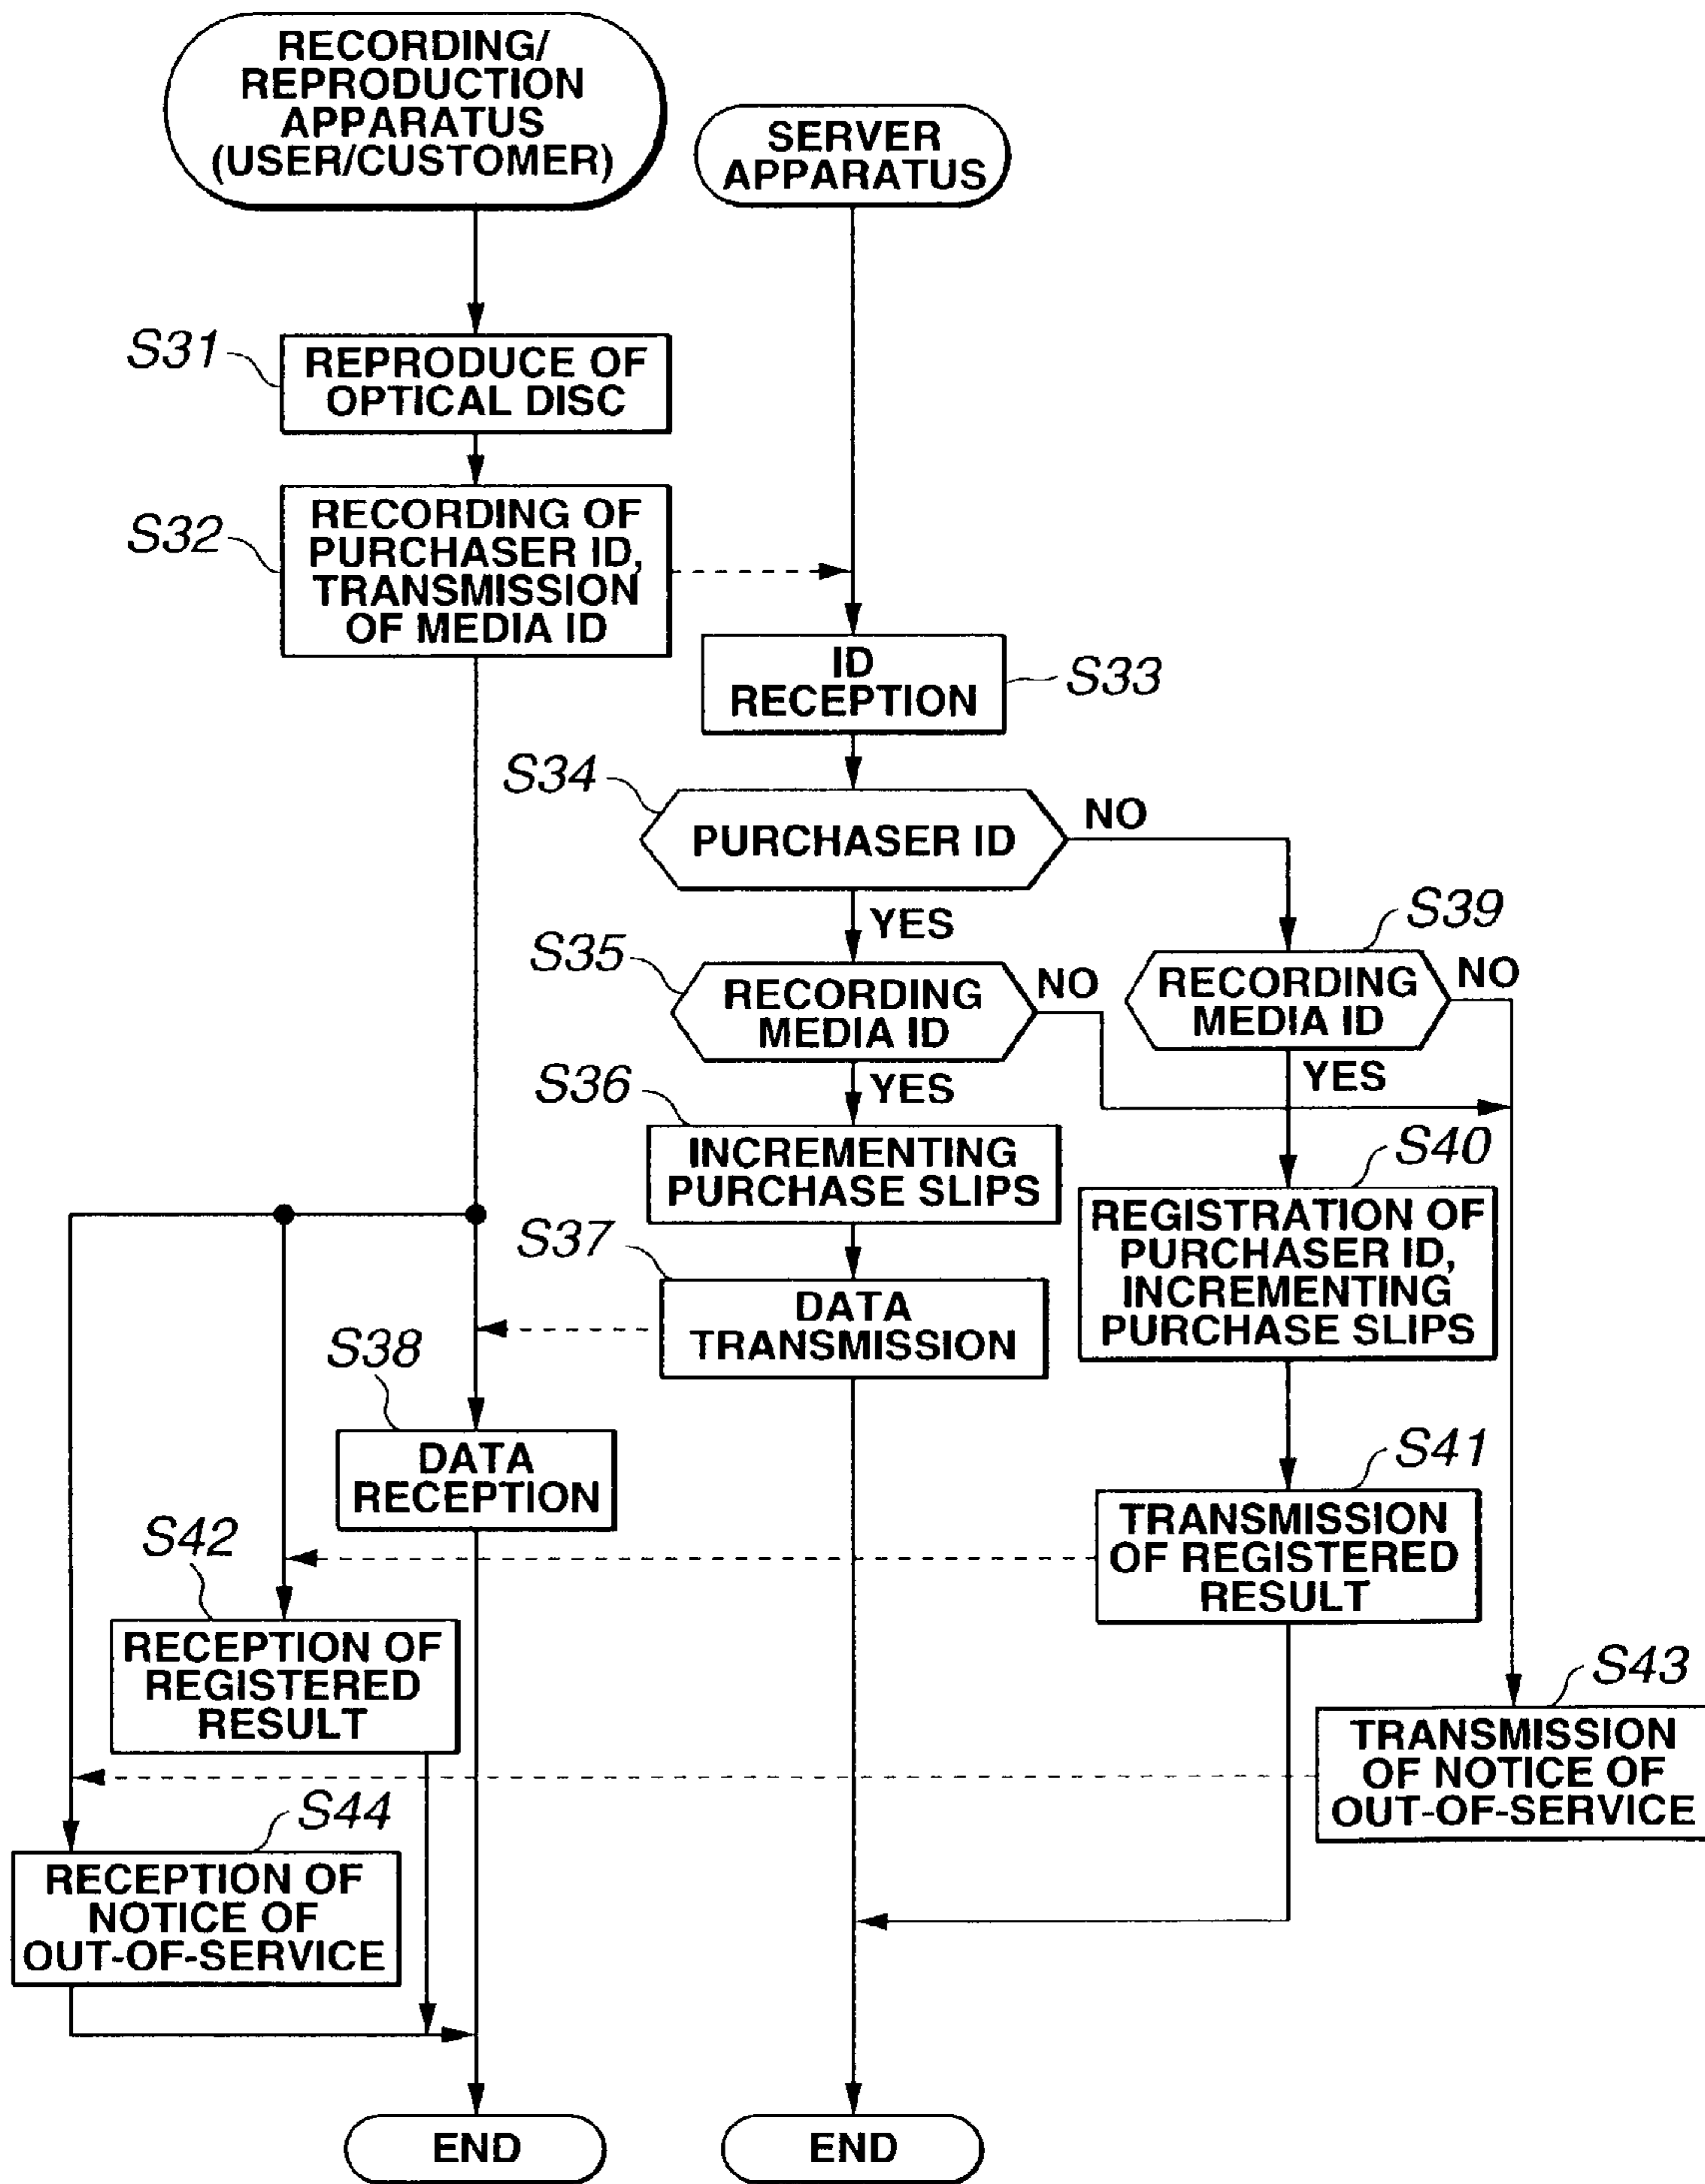 RECORDING/
REPRODUCTION
APPARATUS
(USER/CUSTOMER)
SERVER
APPARATUS
S31
REPRODUCE OF
OPTICAL DISC
S32
RECORDING OF
PURCHASER ID,
TRANSMISSION
OF MEDIA ID
ID
RECEPTION
S33
S34
PURCHASER ID
NO
YES
S35
RECORDING
MEDIA ID
NO
YES
S39
RECORDING
MEDIA ID
NO
YES
S36
INCREMENTING
PURCHASE SLIPS
S40
REGISTRATION OF
PURCHASER ID,
INCREMENTING
PURCHASE SLIPS
S37
DATA
TRANSMISSION
S38
DATA
RECEPTION
S41
TRANSMISSION
OF REGISTERED
RESULT
S42
RECEPTION OF
REGISTERED
RESULT
S43
TRANSMISSION
OF NOTICE OF
OUT-OF-SERVICE
S44
RECEPTION OF
NOTICE OF
OUT-OF-SERVICE
END
END